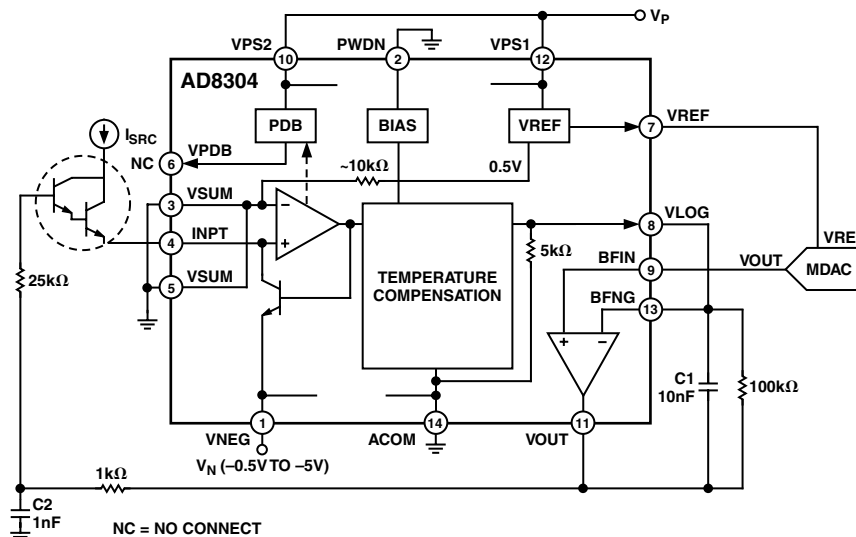 V_P
VPS2
PWDN
VPS1
10
2
12
AD8304
I_SRC
PDB
BIAS
VREF
7
VREF
NC
VPDB
6
~10kΩ
0.5V
VSUM
3
INPT
4
VSUM
5
–
+
TEMPERATURE
COMPENSATION
5kΩ
8
VLOG
BFIN
9
VOUT
VRE
MDAC
BFNG
13
+
–
25kΩ
C1
10nF
100kΩ
1
14
11
VNEG
ACOM
VOUT
V_N (–0.5V TO –5V)
1kΩ
C2
1nF
NC = NO CONNECT